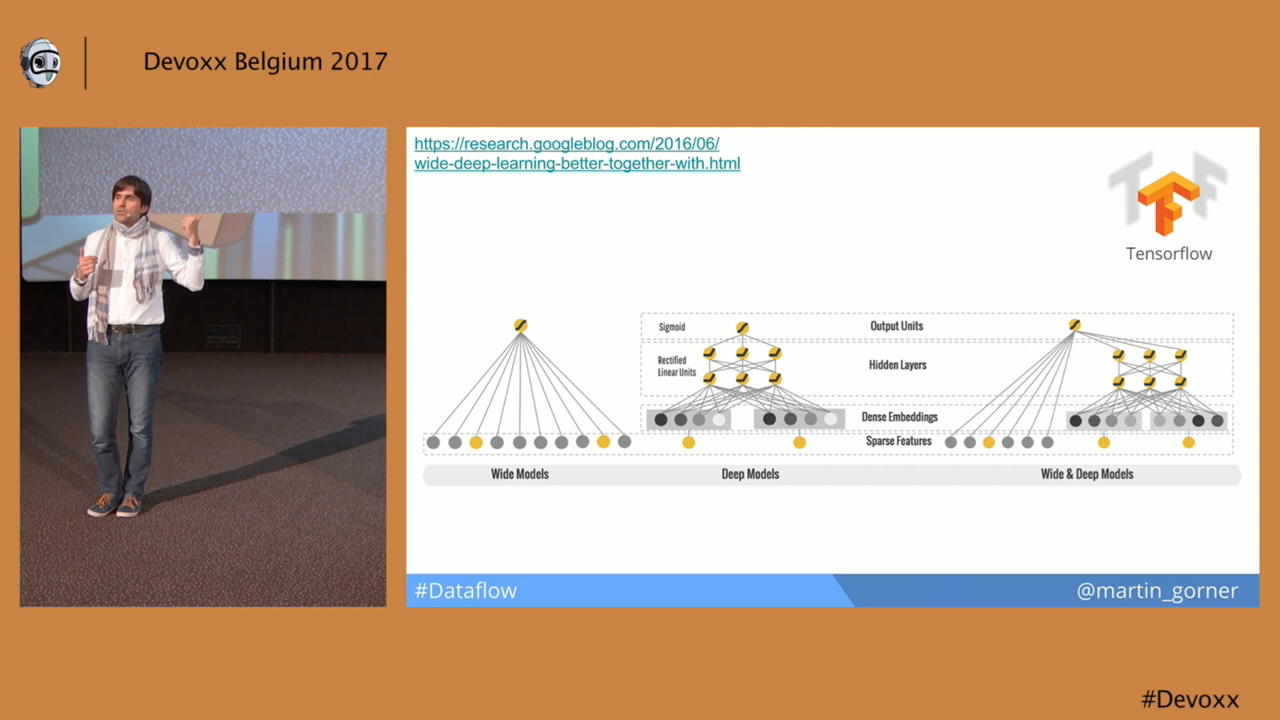 Devoxx Belgium 2017
https://research.googleblog.com/2016/06/
wide-deep-learning-better-together-with.html
Tensorflow
Sigmoid
Output Units
Rectified
Linear Units
Hidden Layers
Dense Embeddings
Sparse Features
Wide Models
Deep Models
Wide & Deep Models
#Dataflow
@martin_gorner
#Devoxx